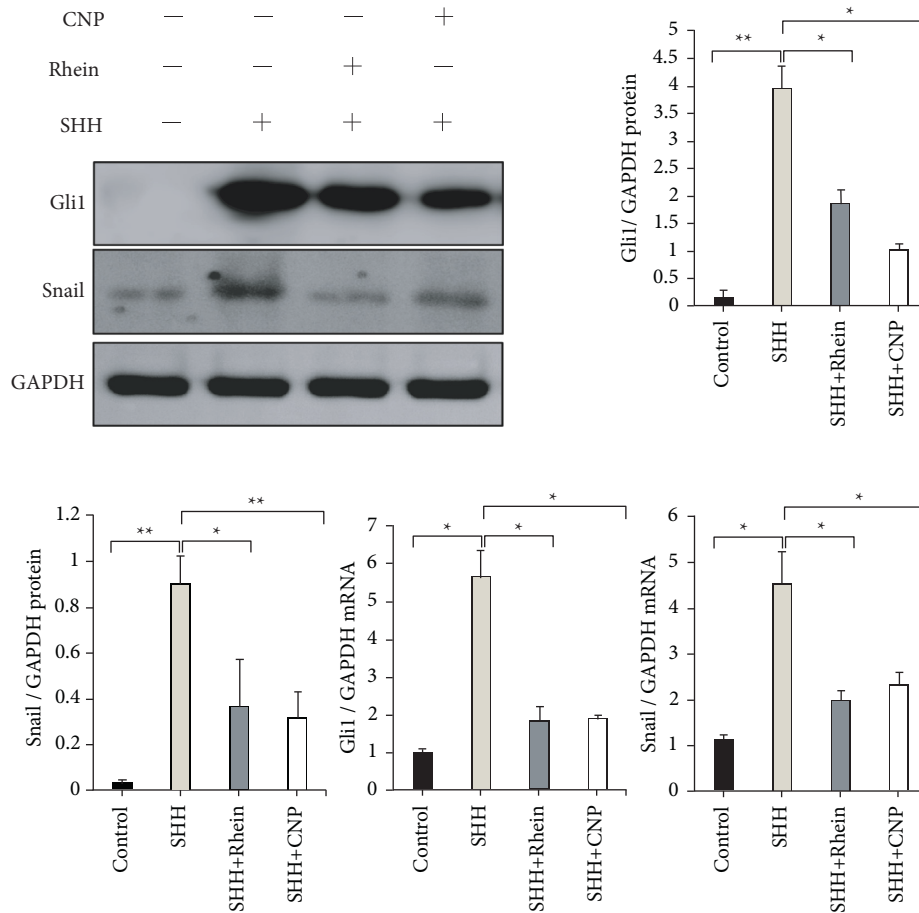 CNP − − − +
Rhein − − + −
SHH − + + +
Gli1
Snail
GAPDH
Gli1/ GAPDH protein
5
4.5
4
3.5
3
2.5
2
1.5
1
0.5
0
** * *
Control
SHH
SHH+Rhein
SHH+CNP
Snail / GAPDH protein
1.2
1
0.8
0.6
0.4
0.2
0
** * **
Control
SHH
SHH+Rhein
SHH+CNP
Gli1 / GAPDH mRNA
7
6
5
4
3
2
1
0
* * *
Control
SHH
SHH+Rhein
SHH+CNP
Snail / GAPDH mRNA
6
5
4
3
2
1
0
* * *
Control
SHH
SHH+Rhein
SHH+CNP